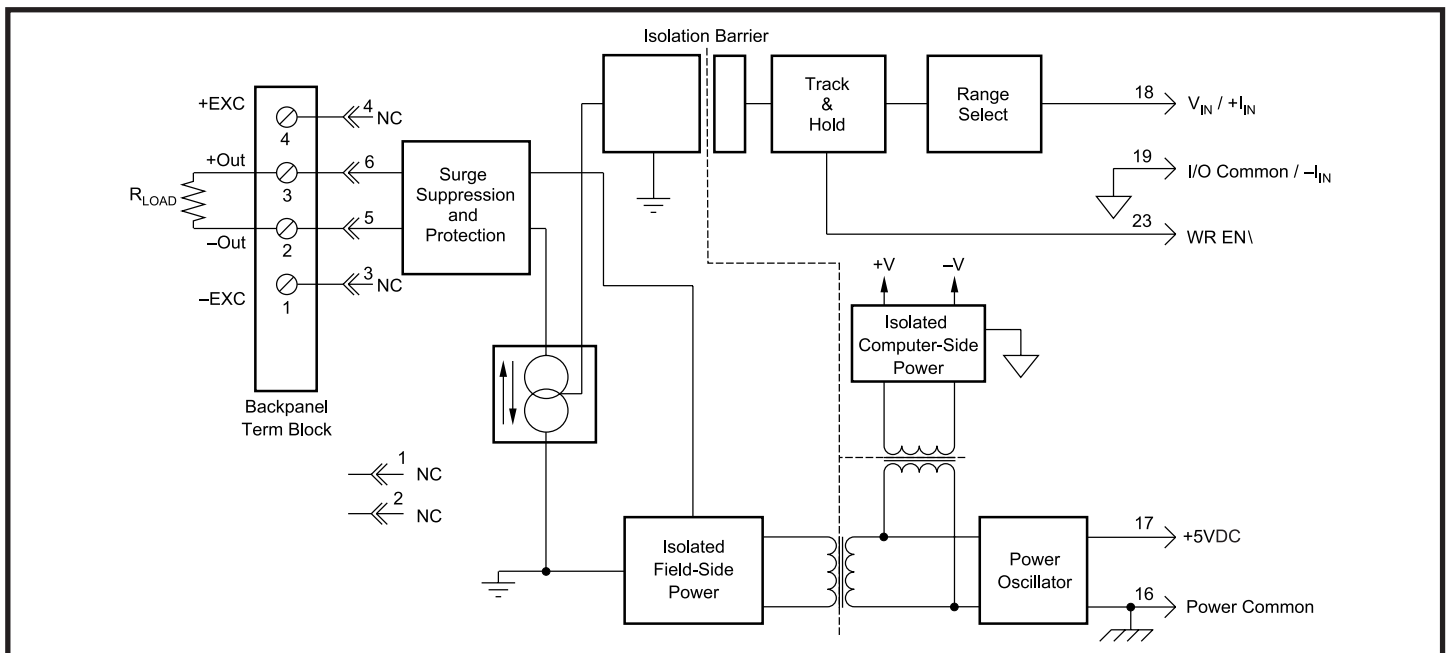 Isolation Barrier
+EXC
4
NC
4
+Out
6
3
R_LOAD
5
–Out
2
3
NC
–EXC
1
Backpanel
Term Block
Surge
Suppression
and
Protection
Track
&
Hold
Range
Select
18
V_IN / +I_IN
19
I/O Common / –I_IN
23
WR EN\
+V
–V
Isolated
Computer-Side
Power
1
NC
2
NC
Isolated
Field-Side
Power
Power
Oscillator
17
+5VDC
16
Power Common